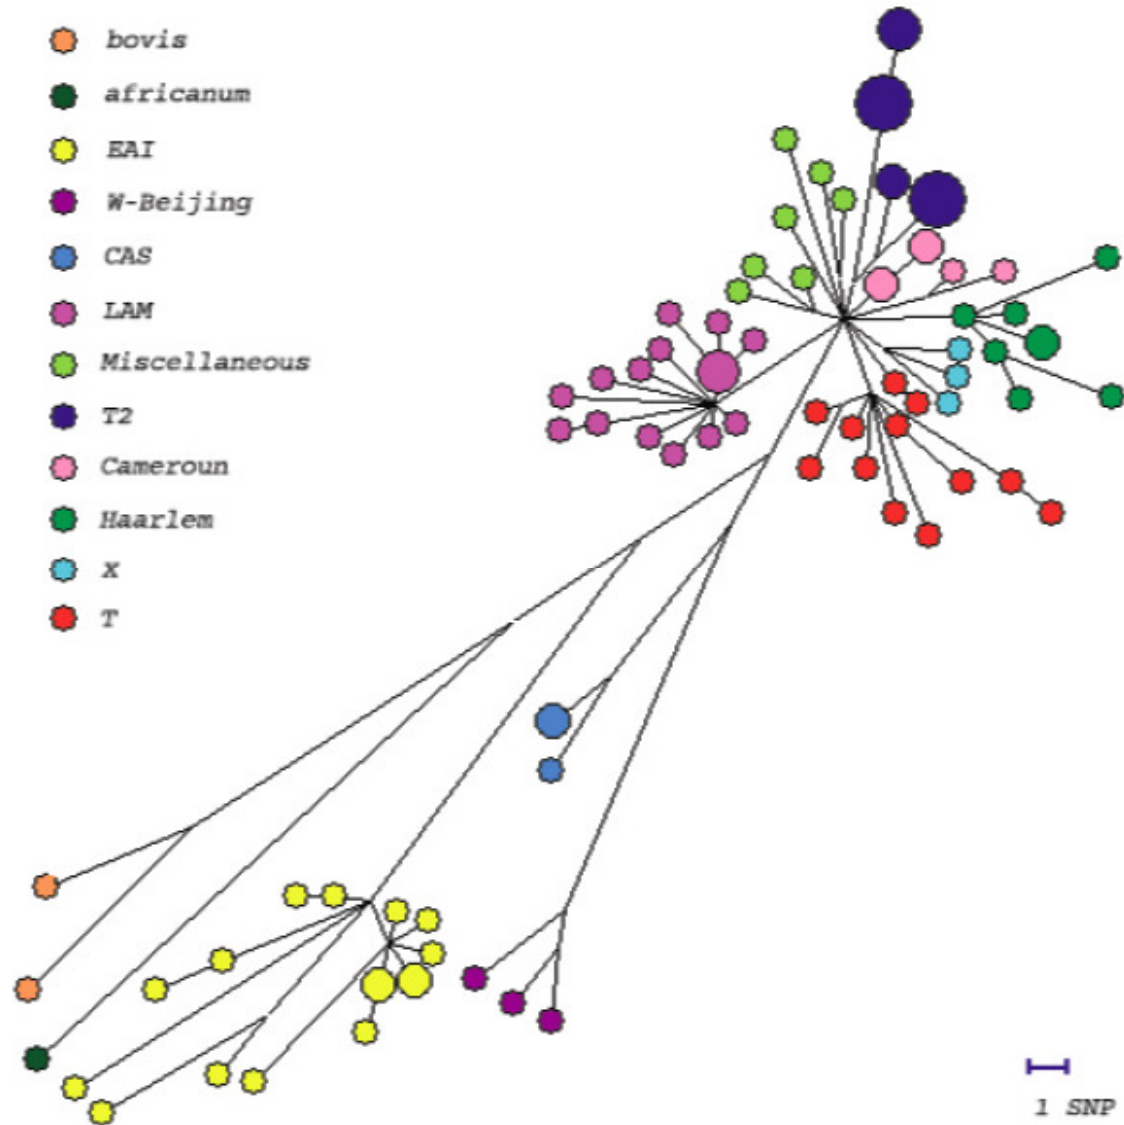 bovis
africanum
EAI
W-Beijing
CAS
LAM
Miscellaneous
T2
Cameroun
Haarlem
X
T
1 SNP